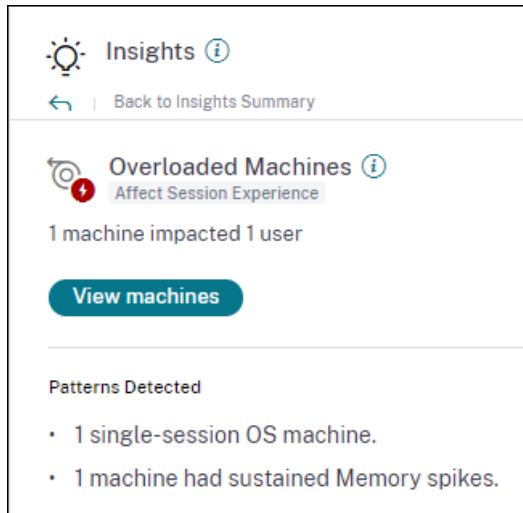 Insights
Back to Insights Summary
Overloaded Machines
Affect Session Experience
1 machine impacted 1 user
View machines
Patterns Detected
• 1 single-session OS machine.
• 1 machine had sustained Memory spikes.